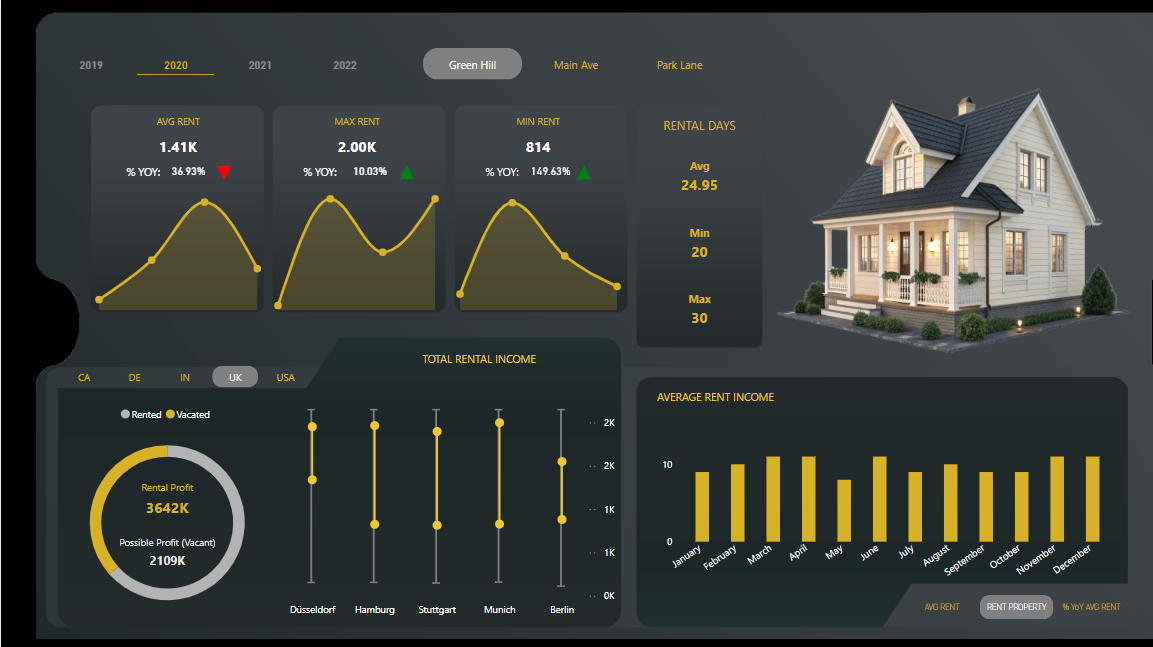 2019 2020 2021 2022 Green Hill Main Ave Park Lane
AVG RENT
1.41K
% YOY: 36.93%
MAX RENT
2.00K
% YOY: 10.03%
MIN RENT
814
% YOY: 149.63%
RENTAL DAYS
Avg
24.95
Min
20
Max
30
CA DE IN UK USA
TOTAL RENTAL INCOME
Rented Vacated
Rental Profit
3642K
Possible Profit (Vacant)
2109K
2K
2K
1K
1K
0K
Düsseldorf Hamburg Stuttgart Munich Berlin
AVERAGE RENT INCOME
10
0
January February March April May June July August September October November December
AVG RENT RENT PROPERTY % YoY AVG RENT